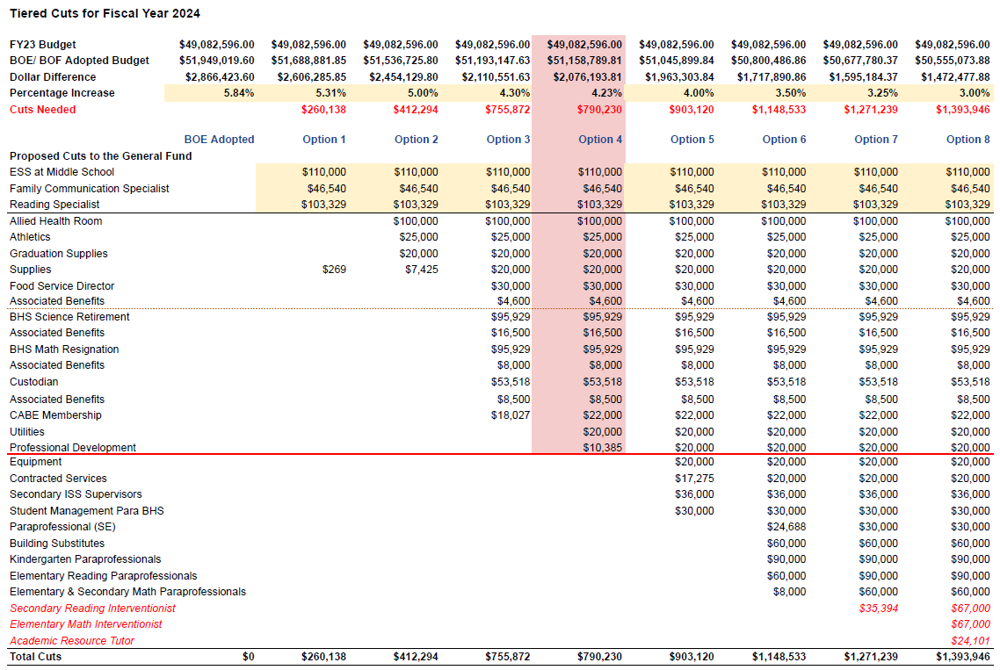 Tiered Cuts for Fiscal Year 2024
FY23 Budget $49,082,596.00 $49,082,596.00 $49,082,596.00 $49,082,596.00 $49,082,596.00 $49,082,596.00 $49,082,596.00 $49,082,596.00 $49,082,596.00
BOE/ BOF Adopted Budget $51,949,019.60 $51,688,881.85 $51,536,725.80 $51,193,147.63 $51,158,789.81 $51,045,899.84 $50,800,486.86 $50,677,780.37 $50,555,073.88
Dollar Difference $2,866,423.60 $2,606,285.85 $2,454,129.80 $2,110,551.63 $2,076,193.81 $1,963,303.84 $1,717,890.86 $1,595,184.37 $1,472,477.88
Percentage Increase 5.84% 5.31% 5.00% 4.30% 4.23% 4.00% 3.50% 3.25% 3.00%
Cuts Needed $260,138 $412,294 $755,872 $790,230 $903,120 $1,148,533 $1,271,239 $1,393,946
BOE Adopted Option 1 Option 2 Option 3 Option 4 Option 5 Option 6 Option 7 Option 8
Proposed Cuts to the General Fund
ESS at Middle School $110,000 $110,000 $110,000 $110,000 $110,000 $110,000 $110,000 $110,000
Family Communication Specialist $46,540 $46,540 $46,540 $46,540 $46,540 $46,540 $46,540 $46,540
Reading Specialist $103,329 $103,329 $103,329 $103,329 $103,329 $103,329 $103,329 $103,329
Allied Health Room $100,000 $100,000 $100,000 $100,000 $100,000 $100,000 $100,000
Athletics $25,000 $25,000 $25,000 $25,000 $25,000 $25,000 $25,000
Graduation Supplies $20,000 $20,000 $20,000 $20,000 $20,000 $20,000 $20,000
Supplies $269 $7,425 $20,000 $20,000 $20,000 $20,000 $20,000 $20,000
Food Service Director $30,000 $30,000 $30,000 $30,000 $30,000 $30,000
Associated Benefits $4,600 $4,600 $4,600 $4,600 $4,600 $4,600
BHS Science Retirement $95,929 $95,929 $95,929 $95,929 $95,929 $95,929
Associated Benefits $16,500 $16,500 $16,500 $16,500 $16,500 $16,500
BHS Math Resignation $95,929 $95,929 $95,929 $95,929 $95,929 $95,929
Associated Benefits $8,000 $8,000 $8,000 $8,000 $8,000 $8,000
Custodian $53,518 $53,518 $53,518 $53,518 $53,518 $53,518
Associated Benefits $8,500 $8,500 $8,500 $8,500 $8,500 $8,500
CABE Membership $18,027 $22,000 $22,000 $22,000 $22,000 $22,000
Utilities $20,000 $20,000 $20,000 $20,000 $20,000
Professional Development $10,385 $20,000 $20,000 $20,000 $20,000
Equipment $20,000 $20,000 $20,000 $20,000
Contracted Services $17,275 $20,000 $20,000 $20,000
Secondary ISS Supervisors $36,000 $36,000 $36,000 $36,000
Student Management Para BHS $30,000 $30,000 $30,000 $30,000
Paraprofessional (SE) $24,688 $30,000 $30,000
Building Substitutes $60,000 $60,000 $60,000
Kindergarten Paraprofessionals $90,000 $90,000 $90,000
Elementary Reading Paraprofessionals $60,000 $90,000 $90,000
Elementary & Secondary Math Paraprofessionals $8,000 $60,000 $60,000
Secondary Reading Interventionist $35,394 $67,000
Elementary Math Interventionist $67,000
Academic Resource Tutor $24,101
Total Cuts $0 $260,138 $412,294 $755,872 $790,230 $903,120 $1,148,533 $1,271,239 $1,393,946